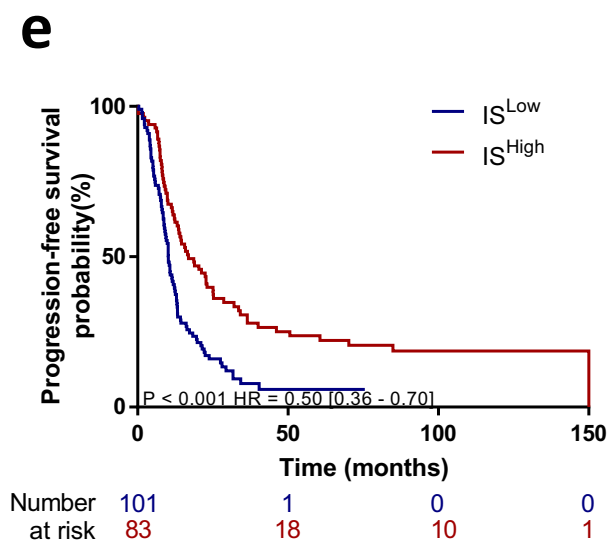 e
Progression-free survival
probability(%)
100
50
0
IS^Low
IS^High
P < 0.001 HR = 0.50 [0.36 - 0.70]
0 50 100 150
Time (months)
Number 101 1 0 0
at risk 83 18 10 1